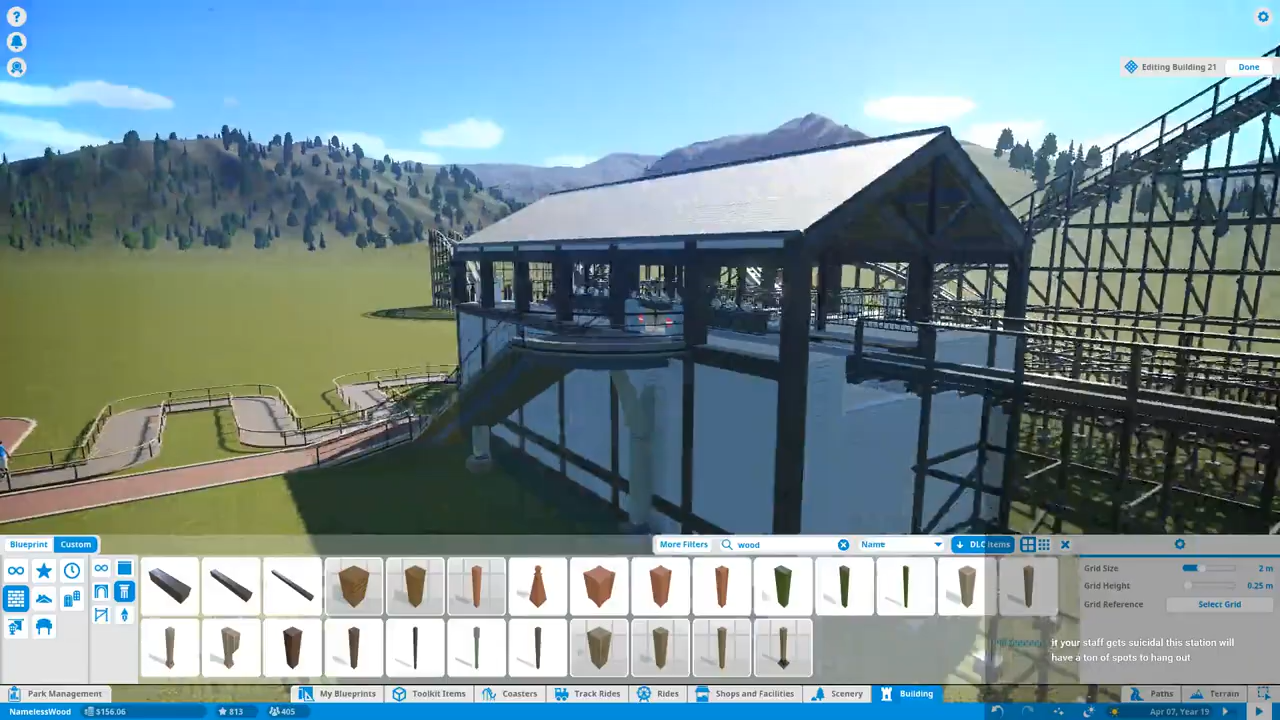 Editing Building 21 Done
Blueprint Custom More Filters wood Name DLC Items
Grid Size 2 m
Grid Height 0.25 m
Grid Reference Select Grid
it your staff gets suicidal this station will
have a ton of spots to hang out
Park Management My Blueprints Toolkit Items Coasters Track Rides Rides Shops and Facilities Scenery Building Paths Terrain
NamelessWood $156.06 813 405 Apr 07, Year 19